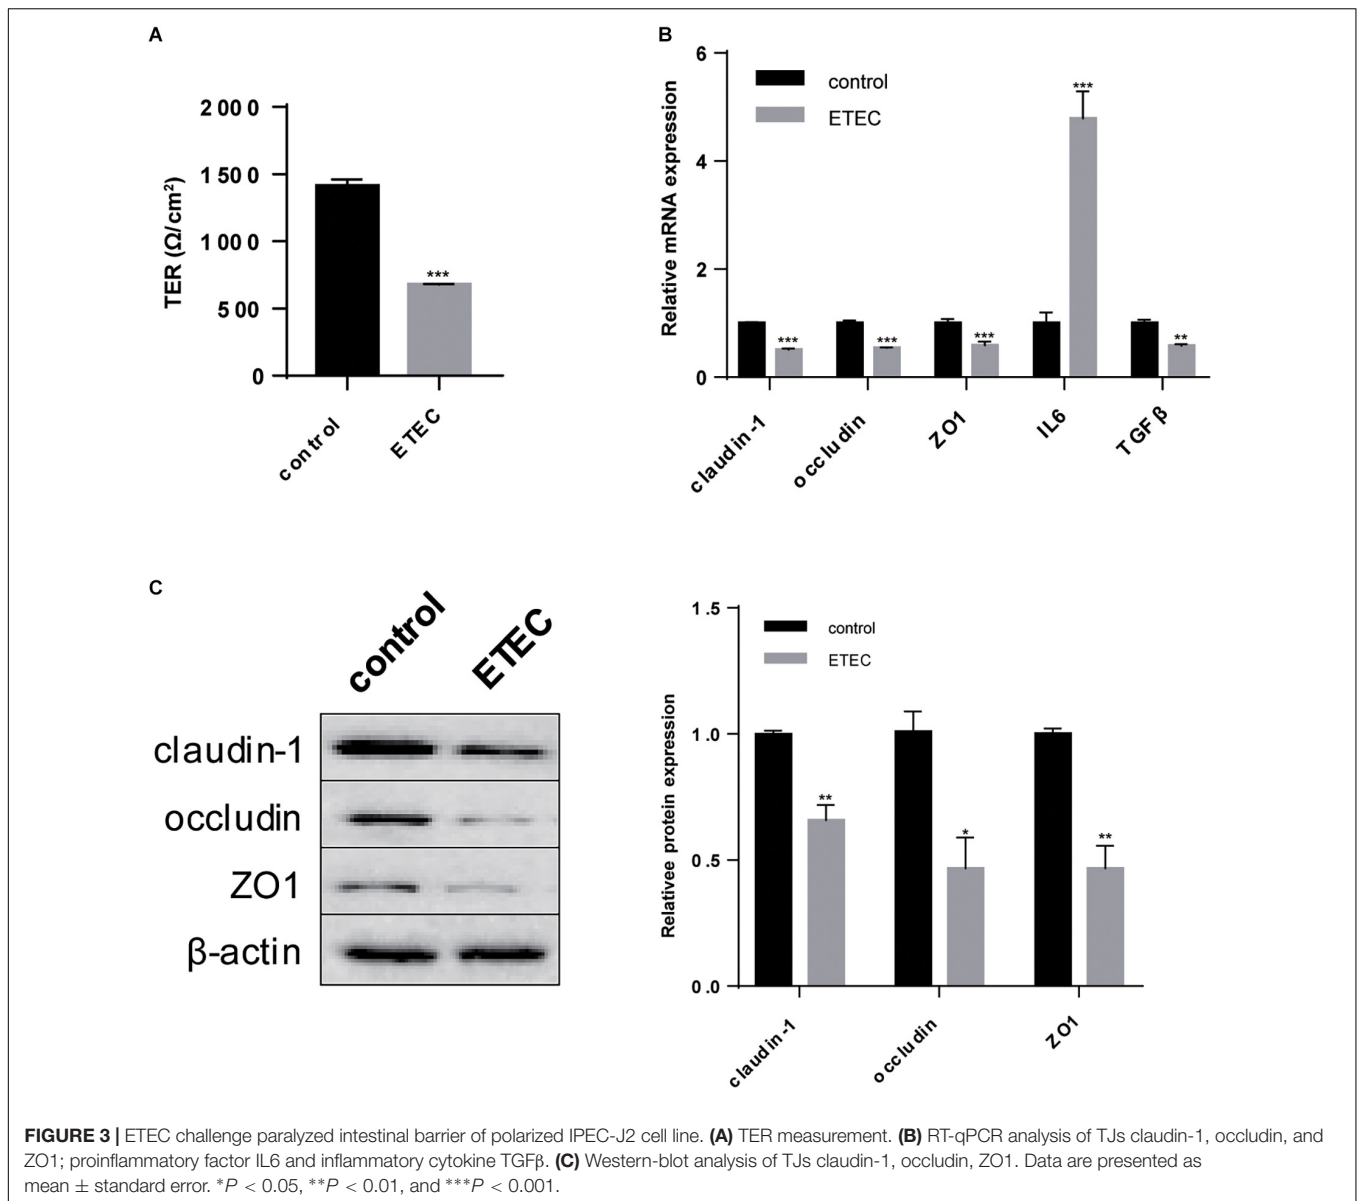 A
2000
1500
1000
500
0
TER (Ω/cm²)
***
control
ETEC
B
6
4
2
0
Relative mRNA expression
control
ETEC
***
***
***
***
**
claudin-1
occludin
ZO1
IL6
TGFβ
C
control
ETEC
claudin-1
occludin
ZO1
β-actin
1.5
1.0
0.5
0.0
Relativee protein expression
control
ETEC
**
*
**
claudin-1
occludin
ZO1
FIGURE 3 | ETEC challenge paralyzed intestinal barrier of polarized IPEC-J2 cell line. (A) TER measurement. (B) RT-qPCR analysis of TJs claudin-1, occludin, and
ZO1; proinflammatory factor IL6 and inflammatory cytokine TGFβ. (C) Western-blot analysis of TJs claudin-1, occludin, ZO1. Data are presented as
mean ± standard error. *P < 0.05, **P < 0.01, and ***P < 0.001.